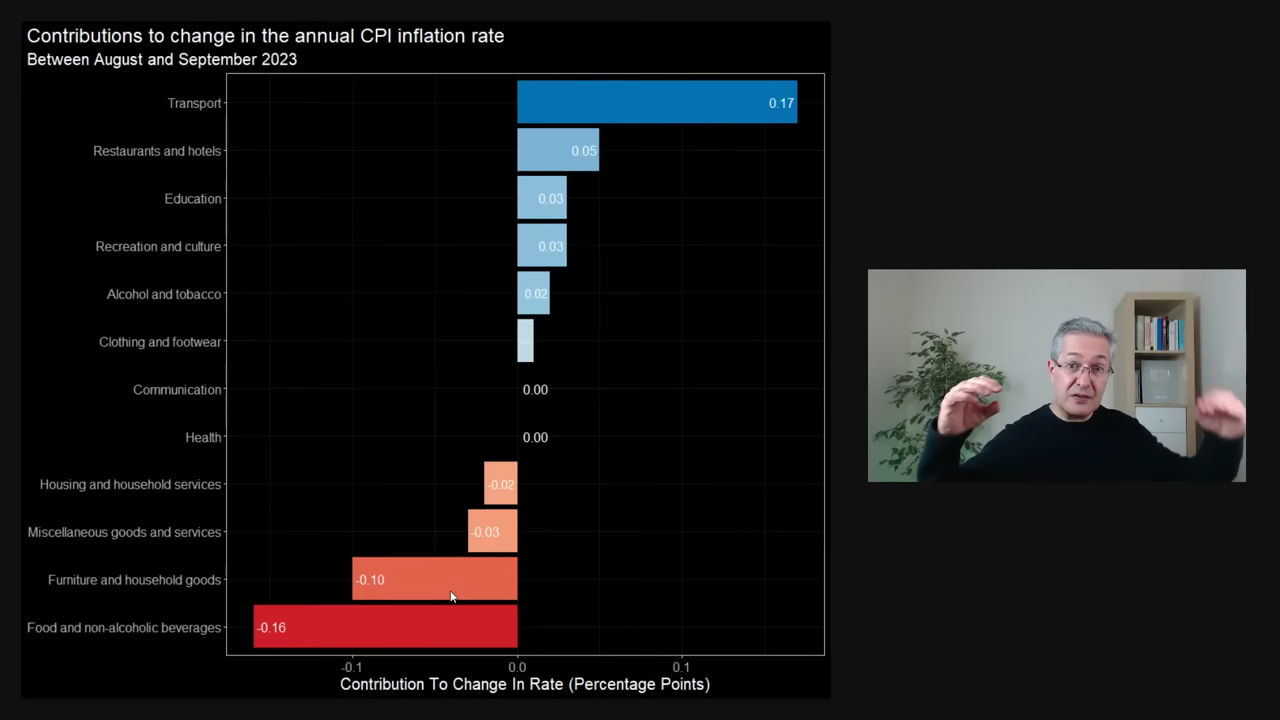 Contributions to change in the annual CPI inflation rate
Between August and September 2023
Transport 0.17
Restaurants and hotels 0.05
Education 0.03
Recreation and culture 0.03
Alcohol and tobacco 0.02
Clothing and footwear
Communication 0.00
Health 0.00
Housing and household services -0.02
Miscellaneous goods and services -0.03
Furniture and household goods -0.10
Food and non-alcoholic beverages -0.16
-0.1 0.0 0.1
Contribution To Change In Rate (Percentage Points)